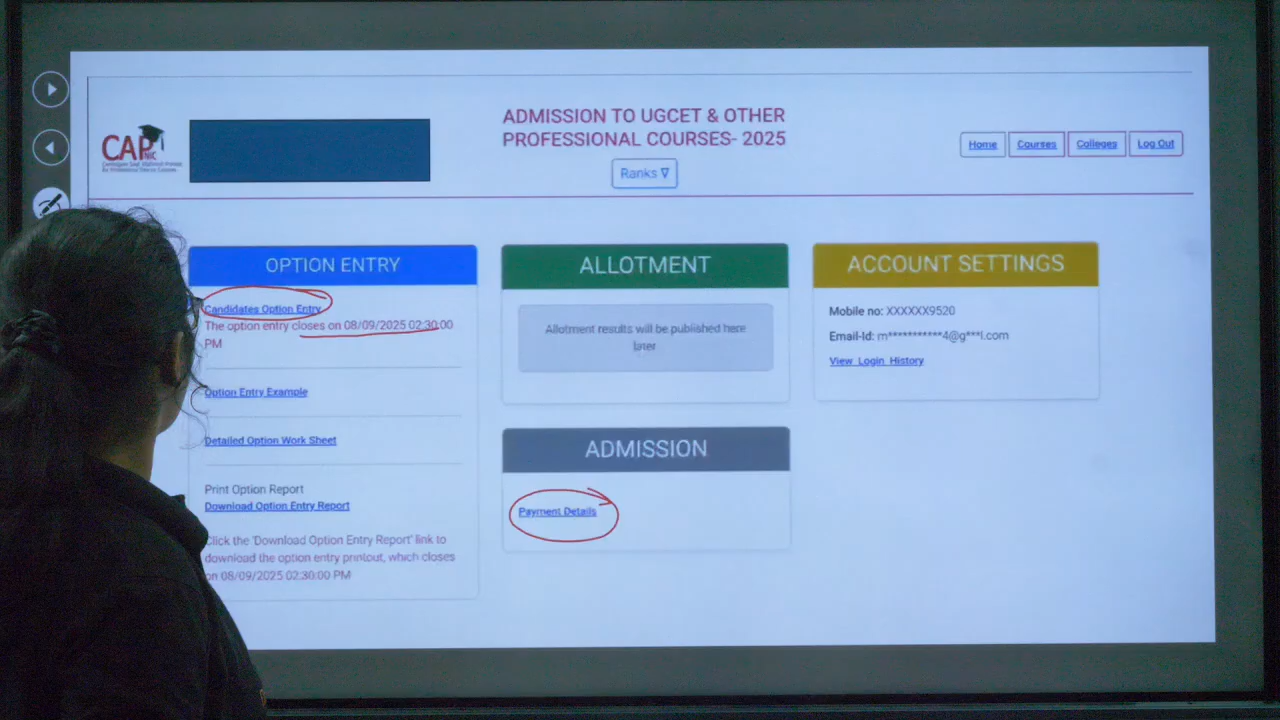 CAP
NIC
ADMISSION TO UGCET & OTHER
PROFESSIONAL COURSES- 2025
Ranks ∇
Home
Courses
Colleges
Log Out
OPTION ENTRY
Candidates Option Entry
The option entry closes on 08/09/2025 02:30:00
PM
Option Entry Example
Detailed Option Work Sheet
Print Option Report
Download Option Entry Report
Click the 'Download Option Entry Report' link to
download the option entry printout, which closes
on 08/09/2025 02:30:00 PM
ALLOTMENT
Allotment results will be published here
later
ADMISSION
Payment Details
ACCOUNT SETTINGS
Mobile no: XXXXXX9520
Email-Id: m***********4@g***l.com
View Login History